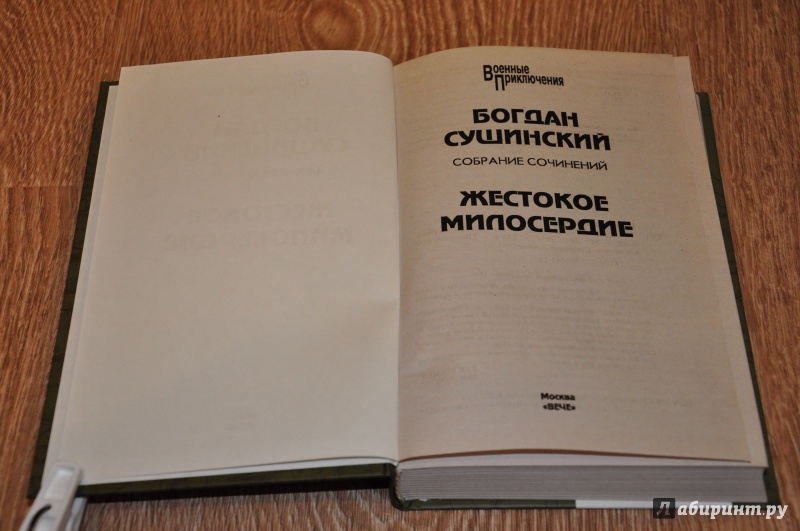 Военные
Приключения
БОГДАН
СУШИНСКИЙ
СОБРАНИЕ СОЧИНЕНИЙ
ЖЕСТОКОЕ
МИЛОСЕРДИЕ
Москва
«ВЕЧЕ»
Лабиринт.ру